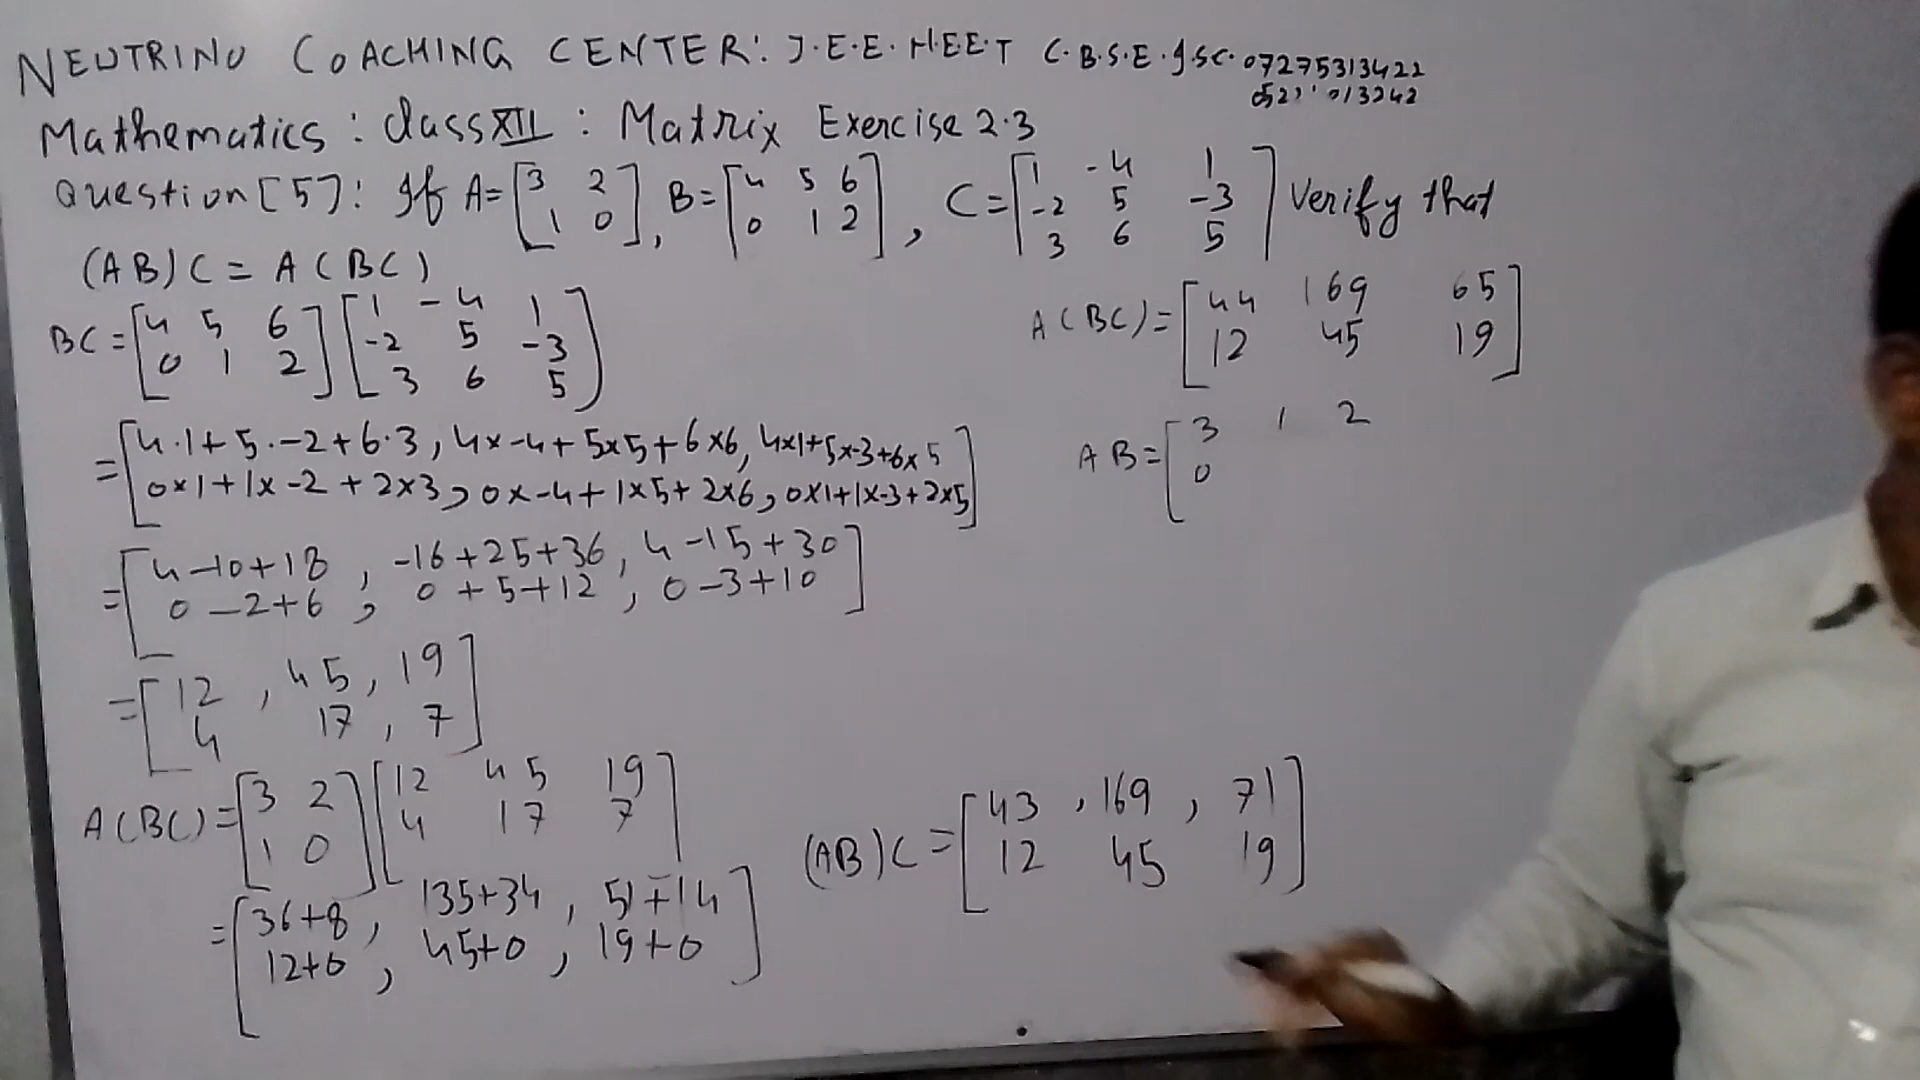 NEUTRINO COACHING CENTER: J.E.E. N.E.E.T C.B.S.E. I.SC. 07275313422
Mathematics : class XII : Matrix Exercise 2.3
Question [5]: If A=[3 2
1 0], B=[4 5 6
0 1 2], C=[1 -4 1
-2 5 -3
3 6 5] Verify that
(AB)C = A(BC)
BC=[4 5 6
0 1 2][1 -4 1
-2 5 -3
3 6 5]
=[4.1+5.-2+6.3, 4x-4+5x5+6x6, 4x1+5x-3+6x5
0x1+1x-2+2x3, 0x-4+1x5+2x6, 0x1+1x-3+2x5]
=[4-10+18, -16+25+36, 4-15+30
0-2+6, 0+5+12, 0-3+10]
=[12, 45, 19
4 17, 7]
A(BC)=[3 2
1 0][12 45 19
4 17 7]
=[36+8, 135+34, 51+14
12+0, 45+0, 19+0]
A(BC)=[44 169 65
12 45 19]
AB=[3 1 2
0
(AB)C=[43, 169, 71
12 45 19]